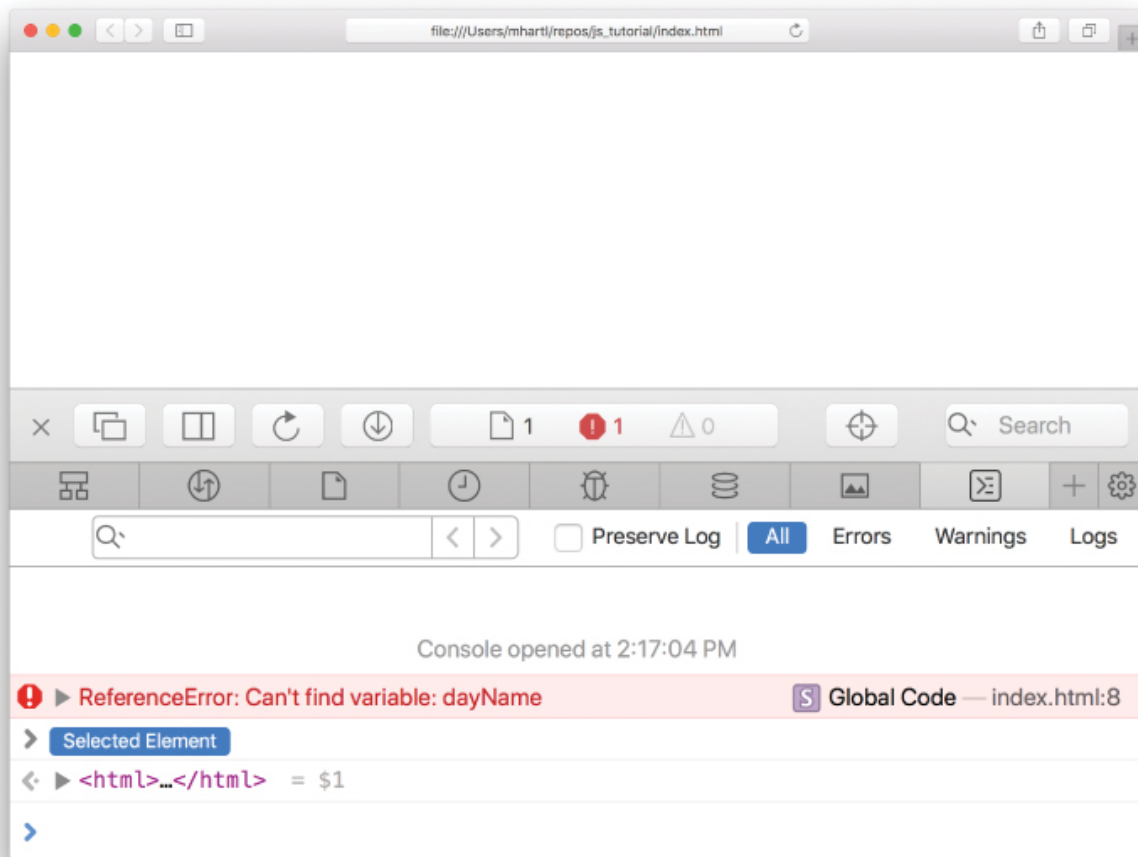 file:///Users/mhartl/repos/js_tutorial/index.html
1 1 0 Search
Preserve Log All Errors Warnings Logs
Console opened at 2:17:04 PM
ReferenceError: Can't find variable: dayName S Global Code — index.html:8
Selected Element
<html>…</html> = $1